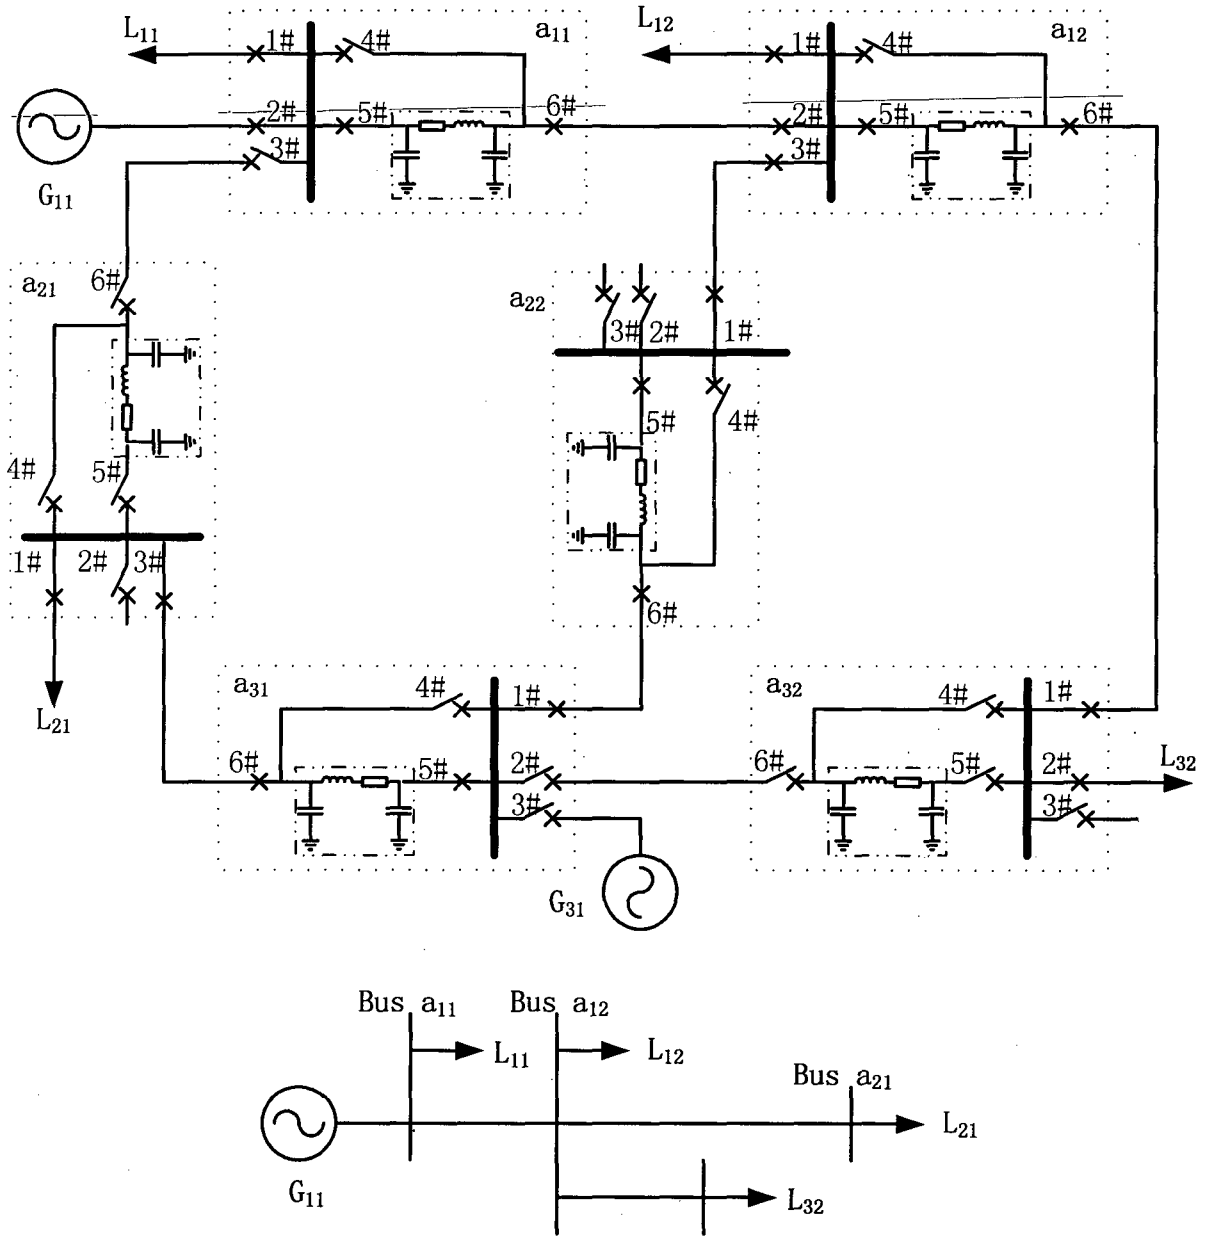 L11 1# 4# a11 L12 1# 4# a12
2# 5# 6# 2# 5# 6#
3# 3#
G11
a21 6# a22 3# 2# 1#
5# 4#
4# 5#
1# 2# 3#
6#
L21
a31 4# 1# a32 4# 1#
6# 5# 2# 6# 5# 2# L32
3# 3#
G31
Bus a11 Bus a12
L11 L12
Bus a21
L21
G11
L32